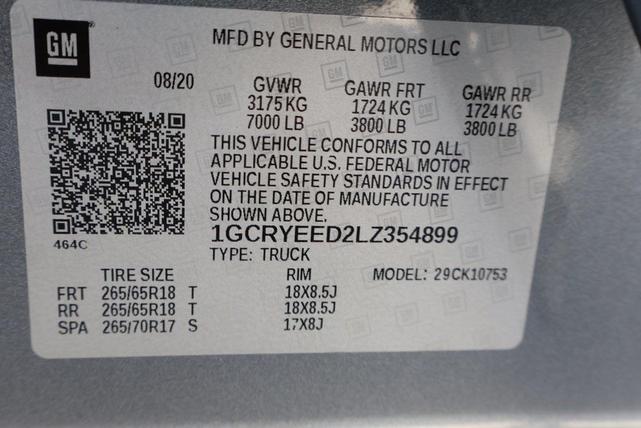 GM
MFD BY GENERAL MOTORS LLC
08/20
GVWR GAWR FRT GAWR RR
3175 KG 1724 KG 1724 KG
7000 LB 3800 LB 3800 LB
THIS VEHICLE CONFORMS TO ALL
APPLICABLE U.S. FEDERAL MOTOR
VEHICLE SAFETY STANDARDS IN EFFECT
ON THE DATE OF MANUFACTURE
SHOWN ABOVE.
464C
1GCRYEED2LZ354899
TYPE: TRUCK
TIRE SIZE RIM MODEL: 29CK10753
FRT 265/65R18 T 18X8.5J
RR 265/65R18 T 18X8.5J
SPA 265/70R17 S 17X8J